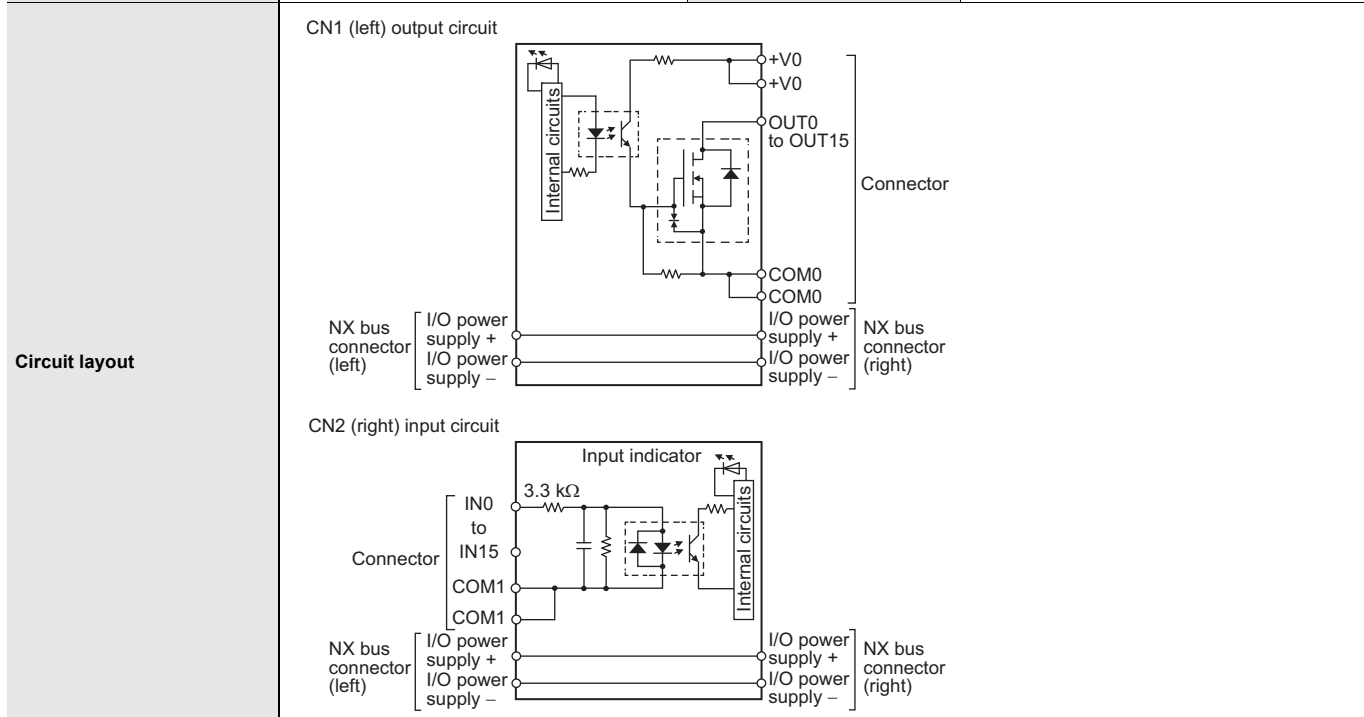 Circuit layout
CN1 (left) output circuit
Internal circuits
+V0
+V0
OUT0
to OUT15
COM0
COM0
Connector
NX bus
connector
(left)
I/O power
supply +
I/O power
supply –
I/O power
supply +
I/O power
supply –
NX bus
connector
(right)
CN2 (right) input circuit
Input indicator
3.3 kΩ
Internal circuits
Connector
IN0
to
IN15
COM1
COM1
NX bus
connector
(left)
I/O power
supply +
I/O power
supply –
I/O power
supply +
I/O power
supply –
NX bus
connector
(right)